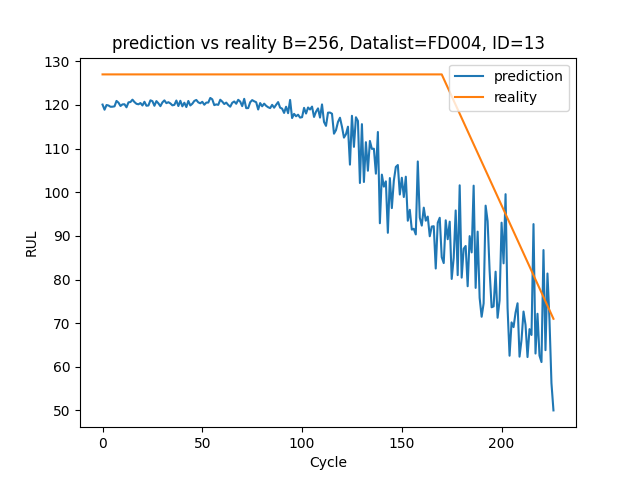 prediction vs reality B=256, Datalist=FD004, ID=13
130
120
110
100
90
80
70
60
50
RUL
0
50
100
150
200
Cycle
prediction
reality